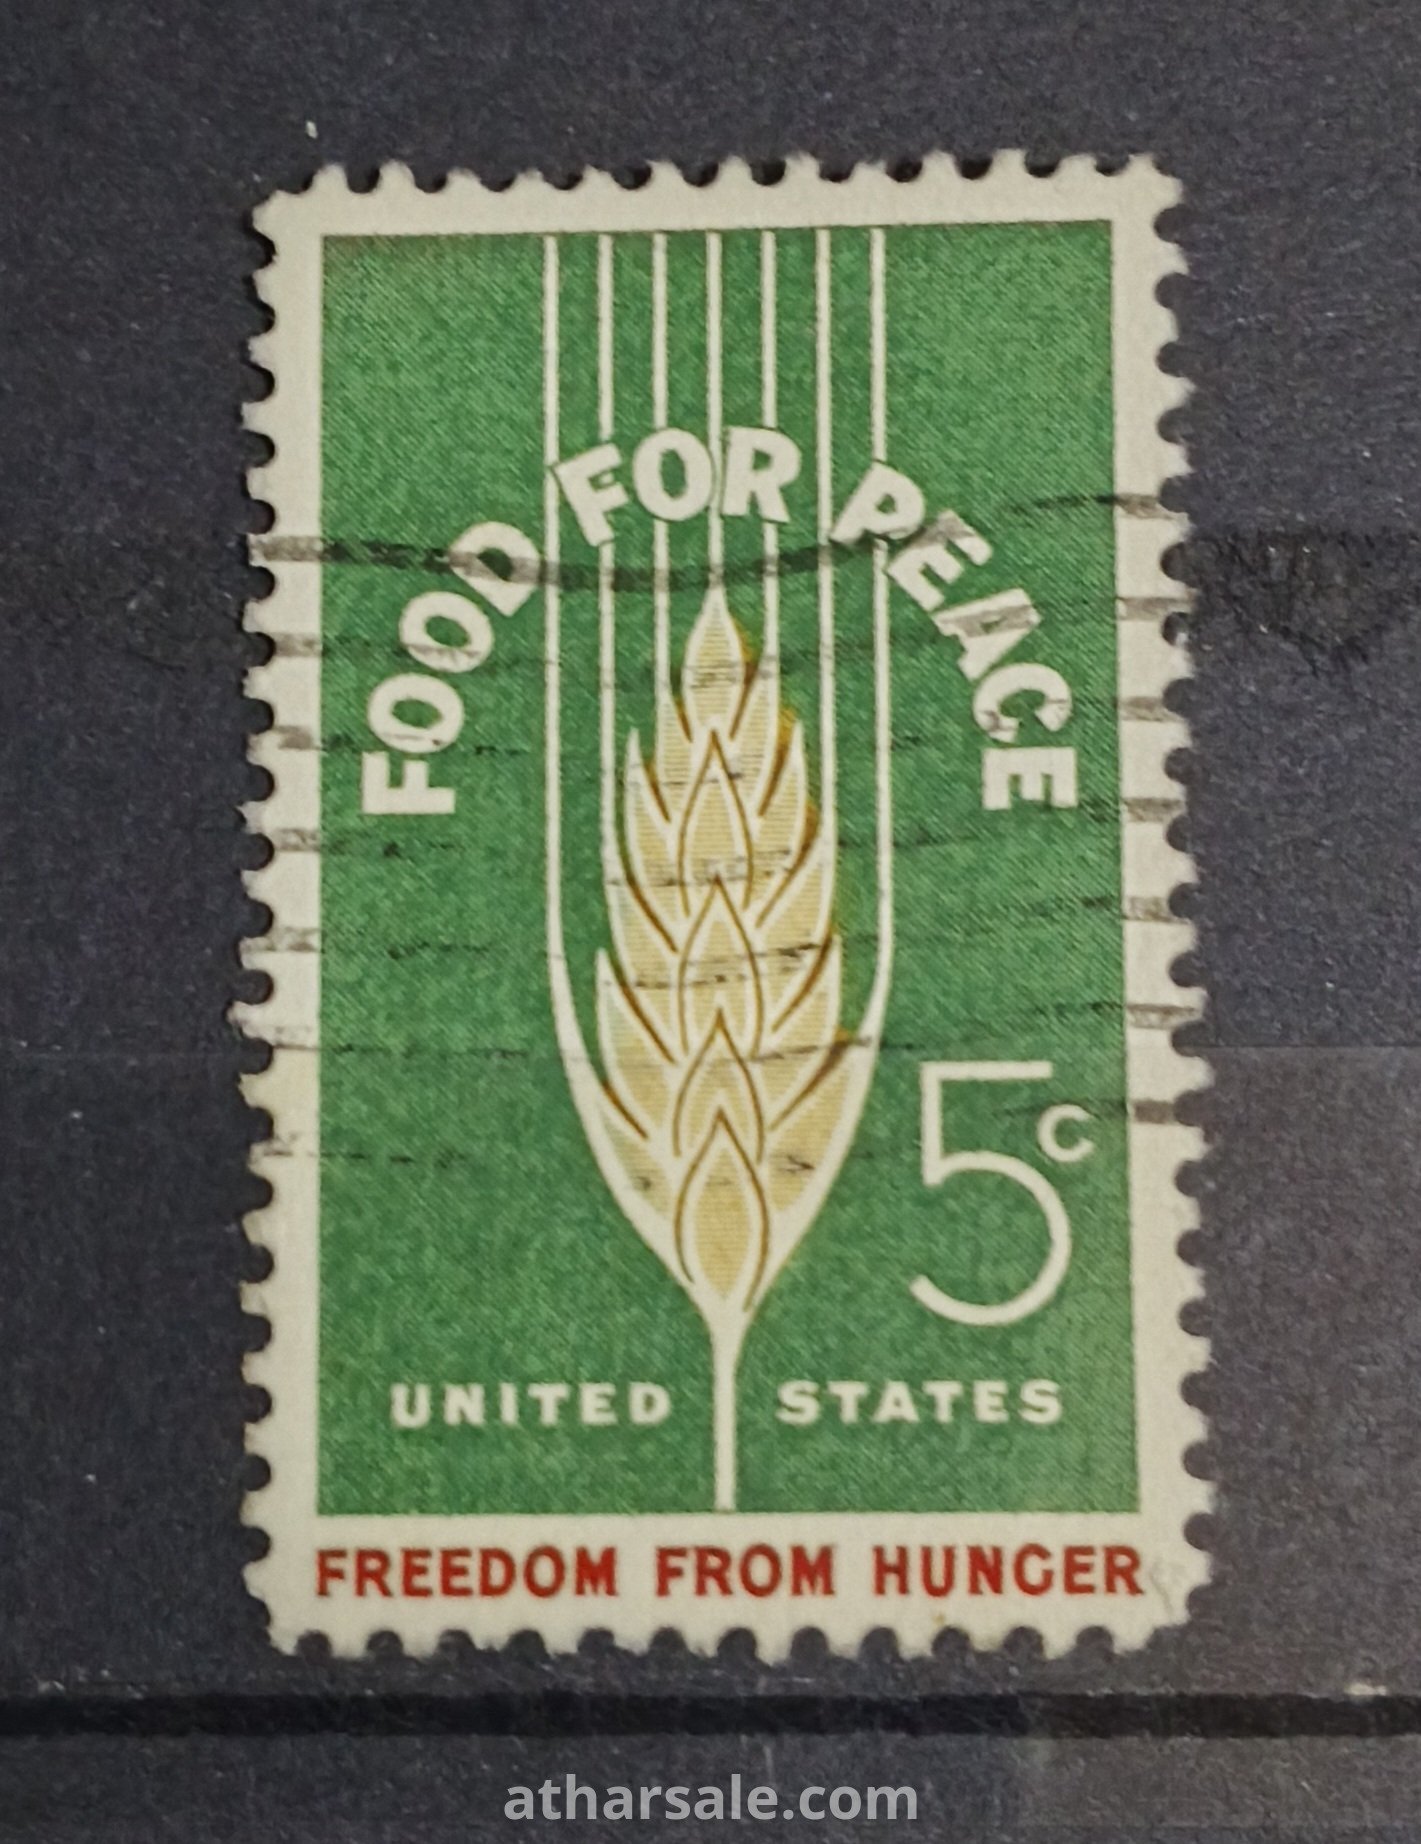 FOOD FOR PEACE
5c
UNITED STATES
FREEDOM FROM HUNGER
atharsale.com